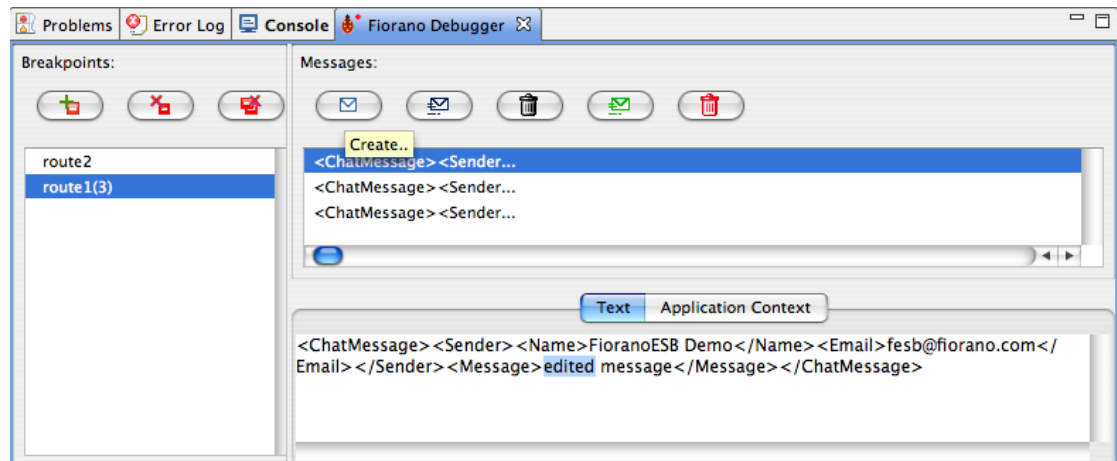 Problems Error Log Console Fiorano Debugger
Breakpoints:
Messages:
Create..
route2
route1(3)
<ChatMessage><Sender...
<ChatMessage><Sender...
<ChatMessage><Sender...
Text Application Context
<ChatMessage><Sender><Name>FioranoESB Demo</Name><Email>fesb@fiorano.com</
Email></Sender><Message>edited message</Message></ChatMessage>